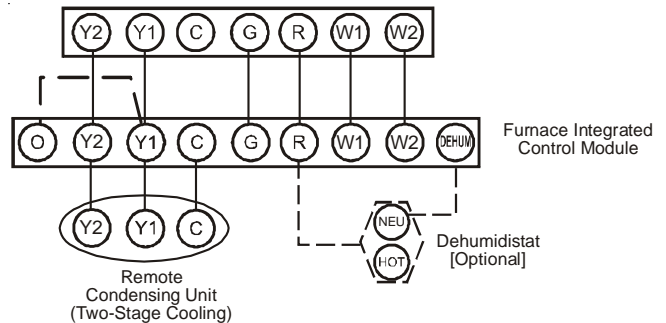 Y2 Y1 C G R W1 W2
O Y2 Y1 C G R W1 W2 DEHUM
Furnace Integrated
Control Module
Y2 Y1 C
NEU
HOT
Dehumidistat
[Optional]
Remote
Condensing Unit
(Two-Stage Cooling)